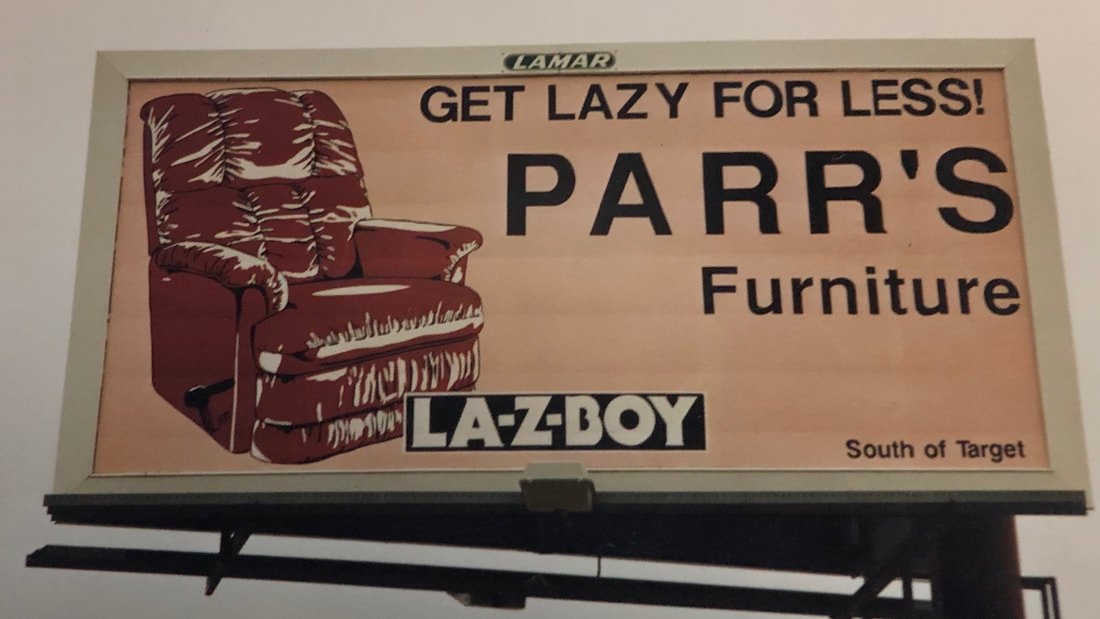 LAMAR
GET LAZY FOR LESS!
PARR'S
Furniture
LA-Z-BOY
South of Target